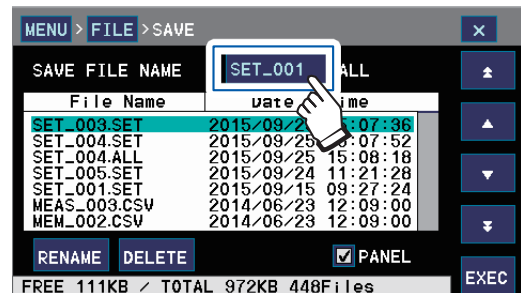 MENU > FILE > SAVE ×
SAVE FILE NAME SET_001 ALL
File Name Date ime
SET_003.SET 2015/09/2 :07:36
SET_004.SET 2015/09/25 :07:52
SET_004.ALL 2015/09/25 15:08:18
SET_005.SET 2015/09/24 11:21:28
SET_001.SET 2015/09/15 09:27:24
MEAS_003.CSV 2014/06/23 12:09:00
MEM_002.CSV 2014/06/23 12:09:00
RENAME DELETE PANEL
EXEC
FREE 111KB / TOTAL 972KB 448Files